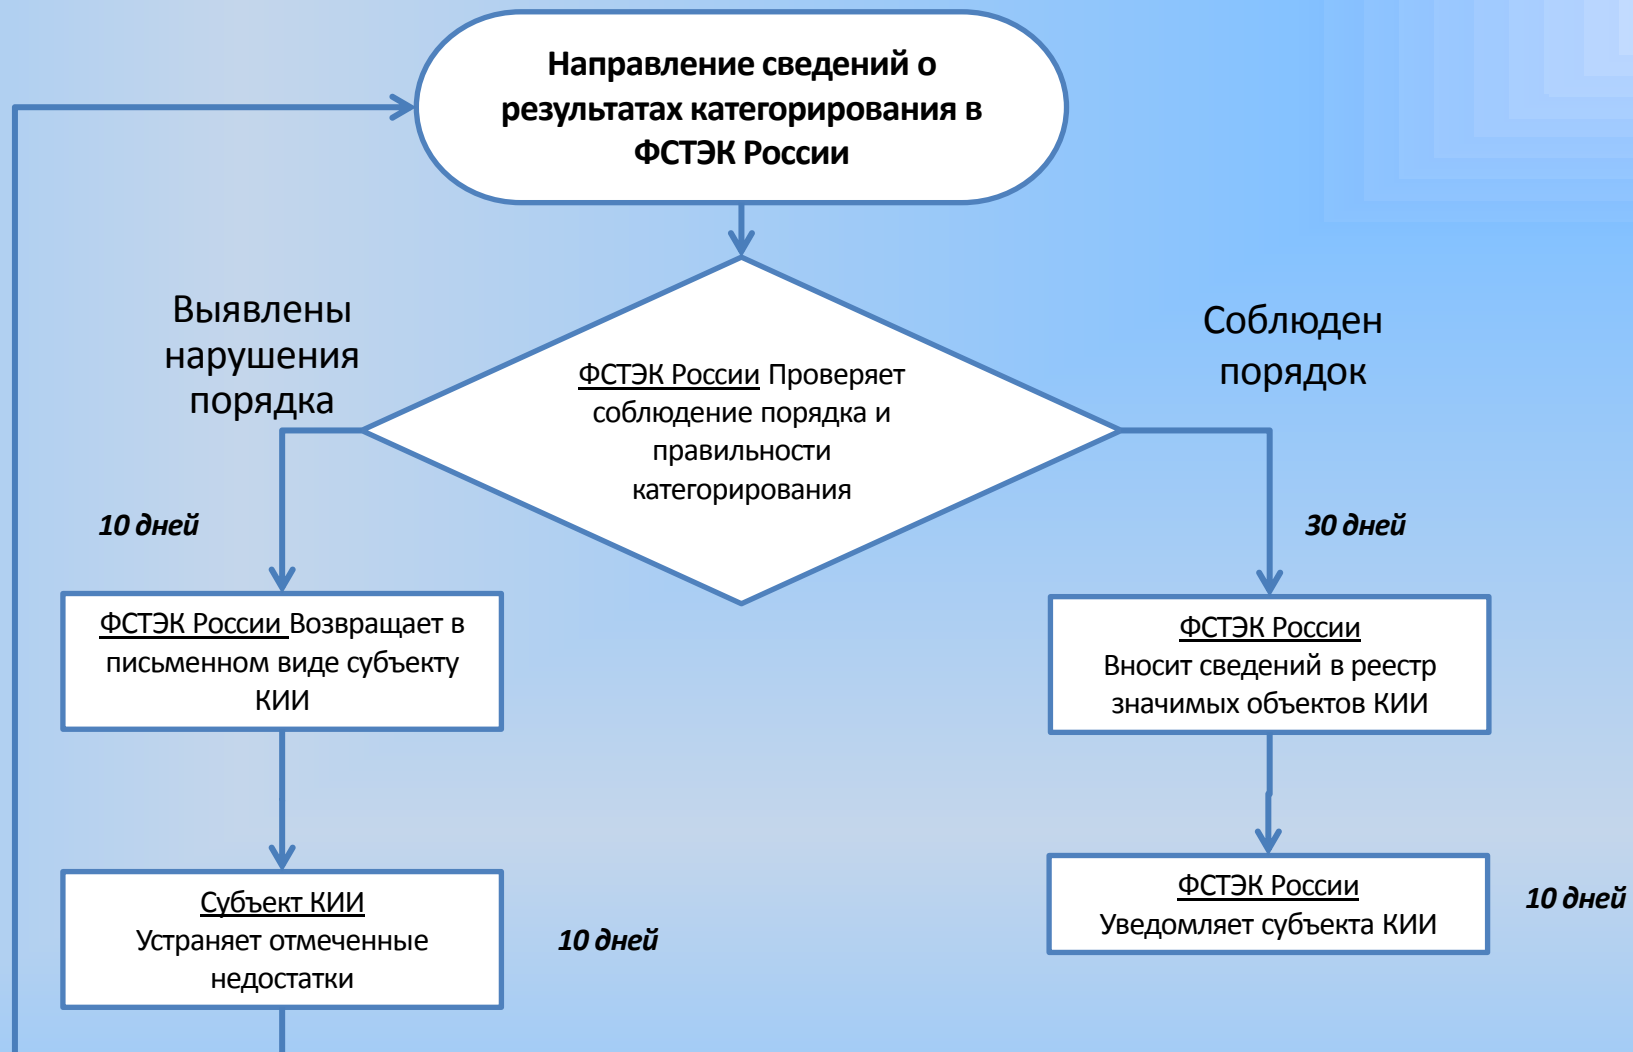 Направление сведений о
результатах категорирования в
ФСТЭК России
Выявлены
нарушения
порядка
Соблюден
порядок
ФСТЭК России Проверяет
соблюдение порядка и
правильности
категорирования
10 дней
30 дней
ФСТЭК России Возвращает в
письменном виде субъекту
КИИ
ФСТЭК России
Вносит сведений в реестр
значимых объектов КИИ
Субъект КИИ
Устраняет отмеченные
недостатки
10 дней
ФСТЭК России
Уведомляет субъекта КИИ
10 дней